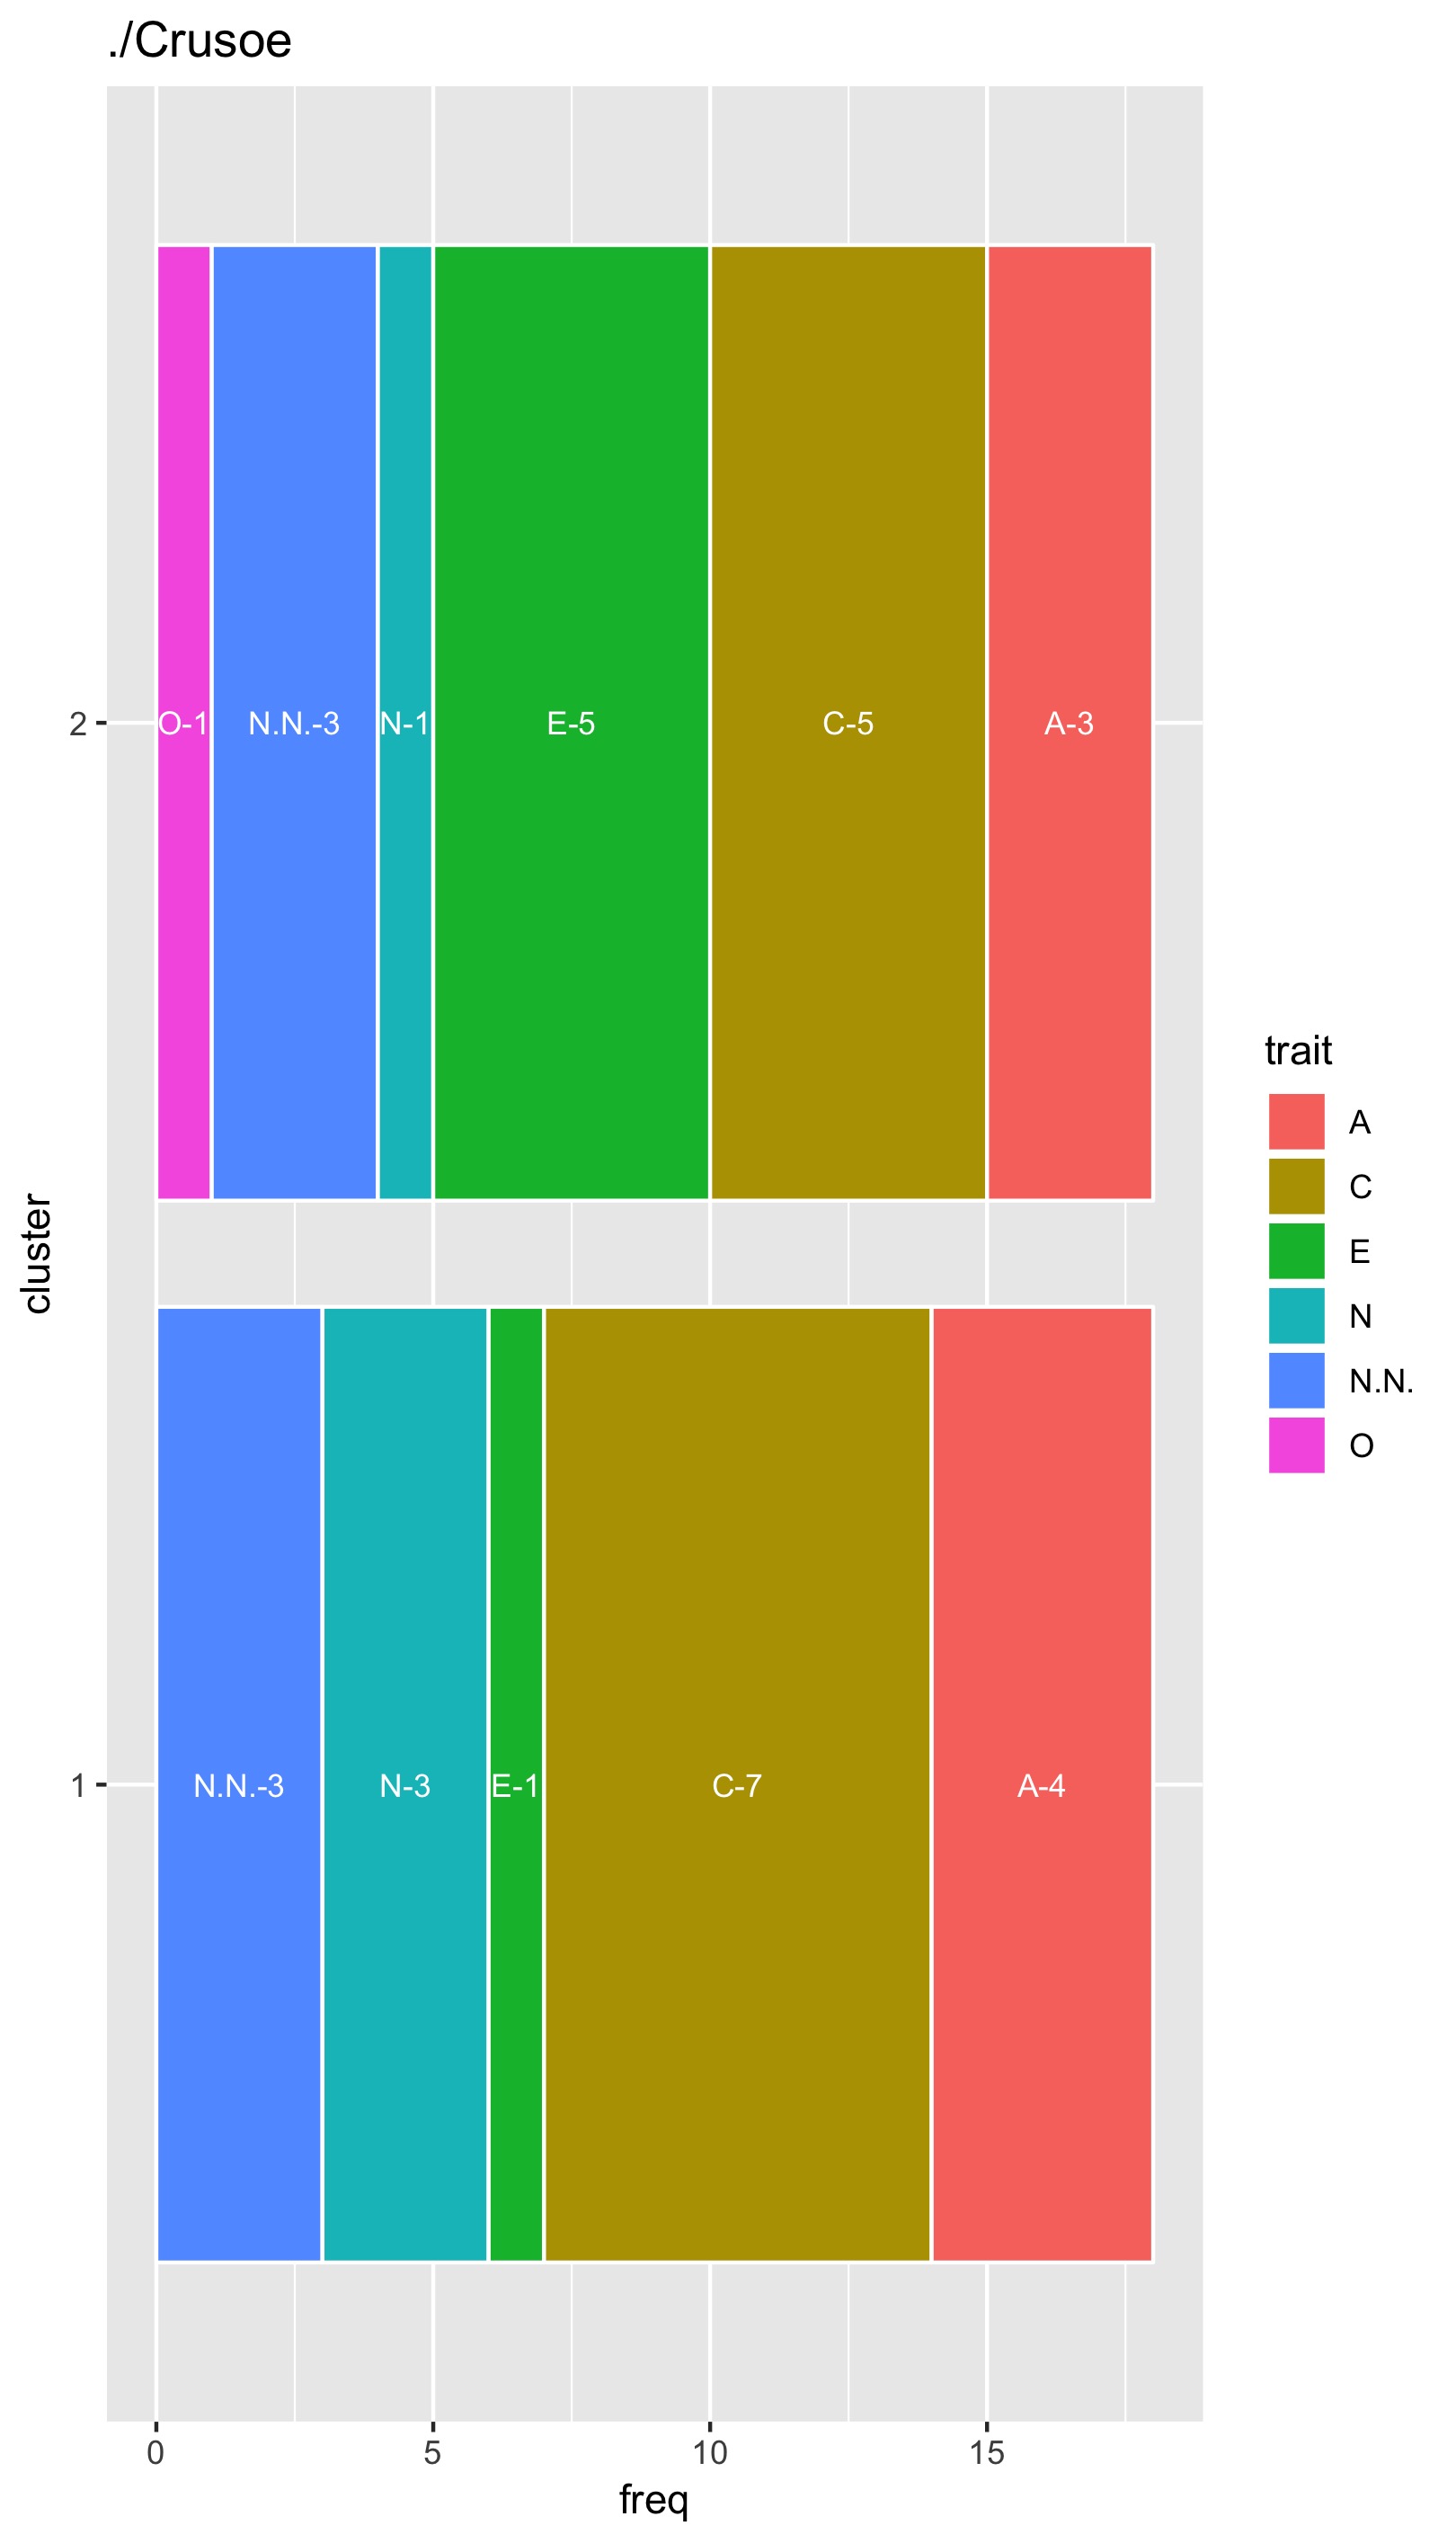 ./Crusoe
2
O-1 N.N.-3 N-1 E-5 C-5 A-3
1
N.N.-3 N-3 E-1 C-7 A-4
cluster
0 5 10 15
freq
trait
A
C
E
N
N.N.
O